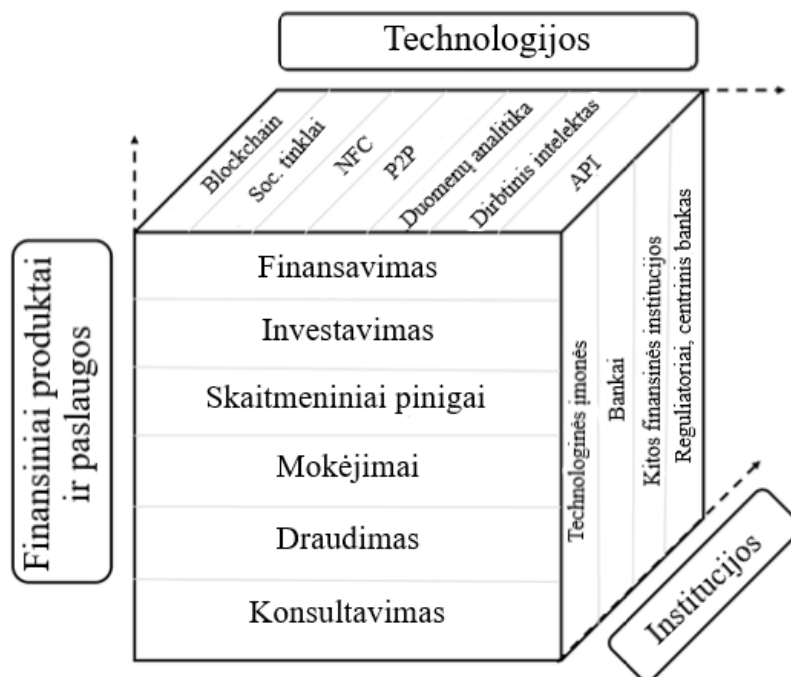 Technologijos
Blockchain
Soc. tinklai
NFC
P2P
Duomenų analitika
Dirbtinis intelektas
API
Finansiniai produktai
ir paslaugos
Finansavimas
Investavimas
Skaitmeniniai pinigai
Mokėjimai
Draudimas
Konsultavimas
Technologinės įmonės
Bankai
Kitos finansinės institucijos
Reguliatoriai, centrinis bankas
Institucijos